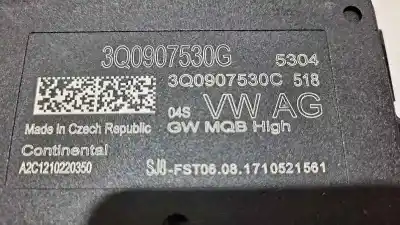 3Q0907530G 5304
3Q0907530C 518
04S VW AG
Made in Czech Republic GW MQB High
Continental
A2C1210220350 SJ0-FST06.08.1710521561